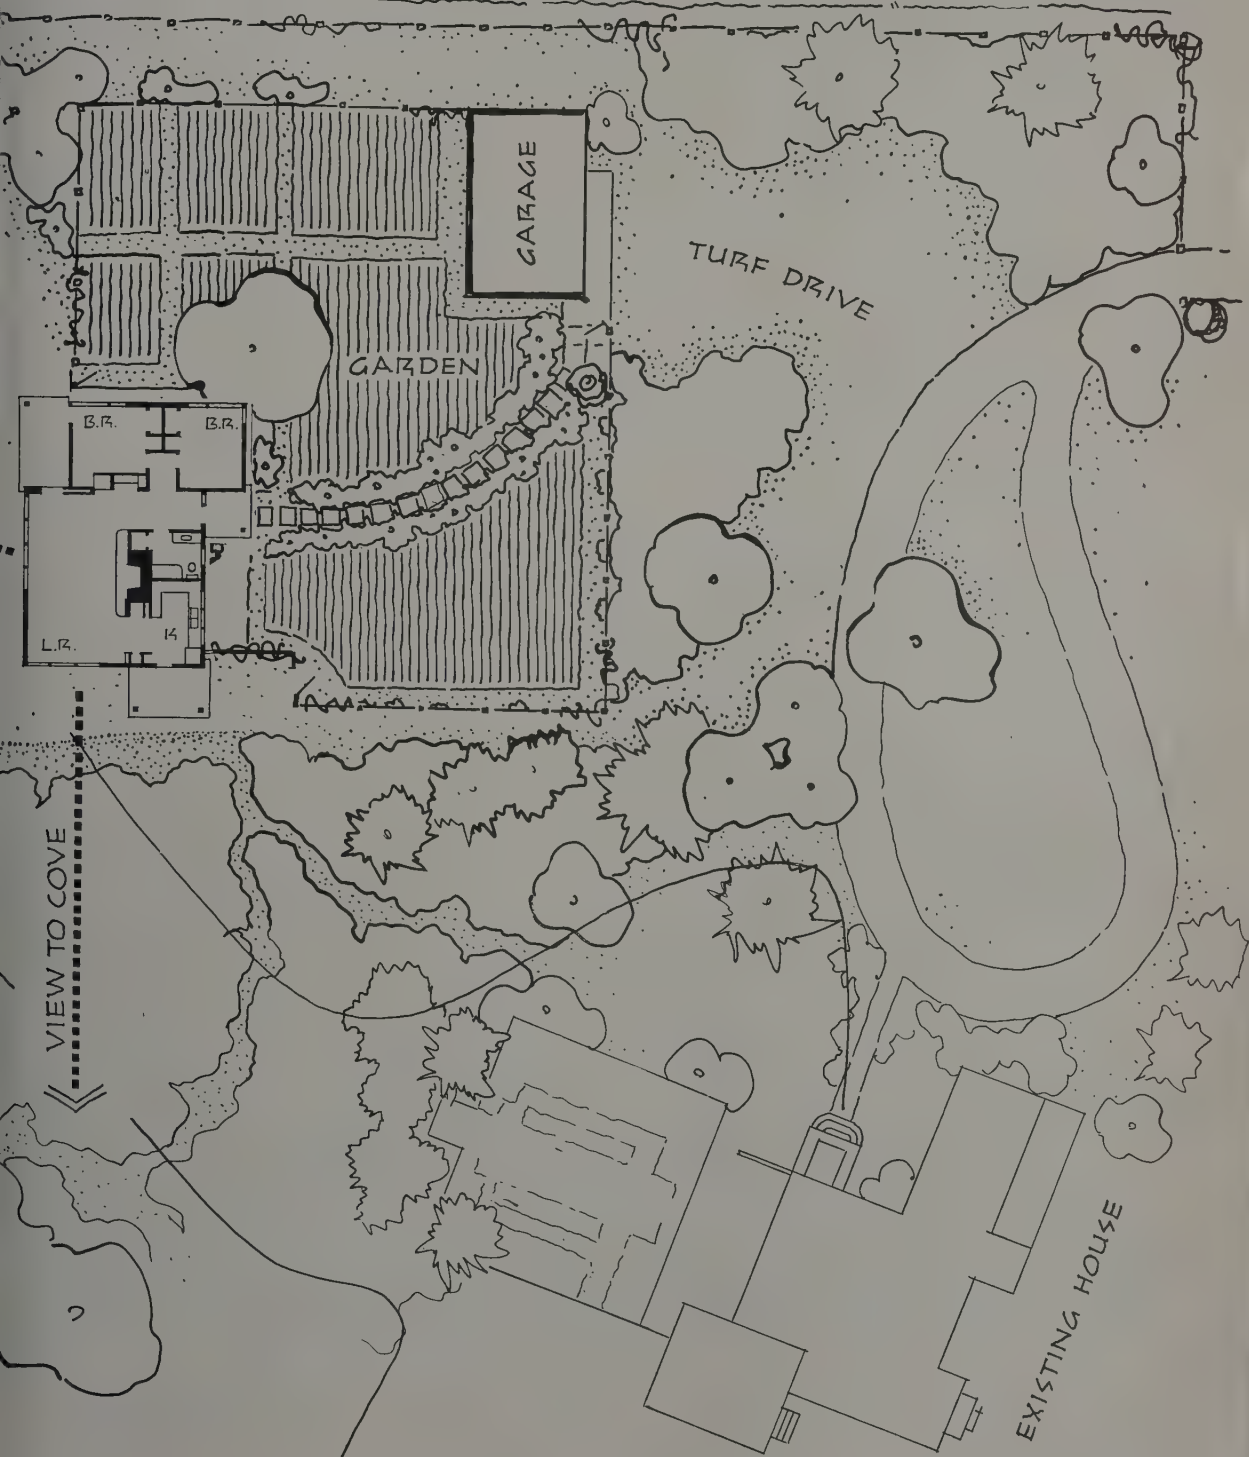 GARAGE
TURF DRIVE
GARDEN
B.R.
B.R.
L.R.
K
VIEW TO COVE
EXISTING HOUSE